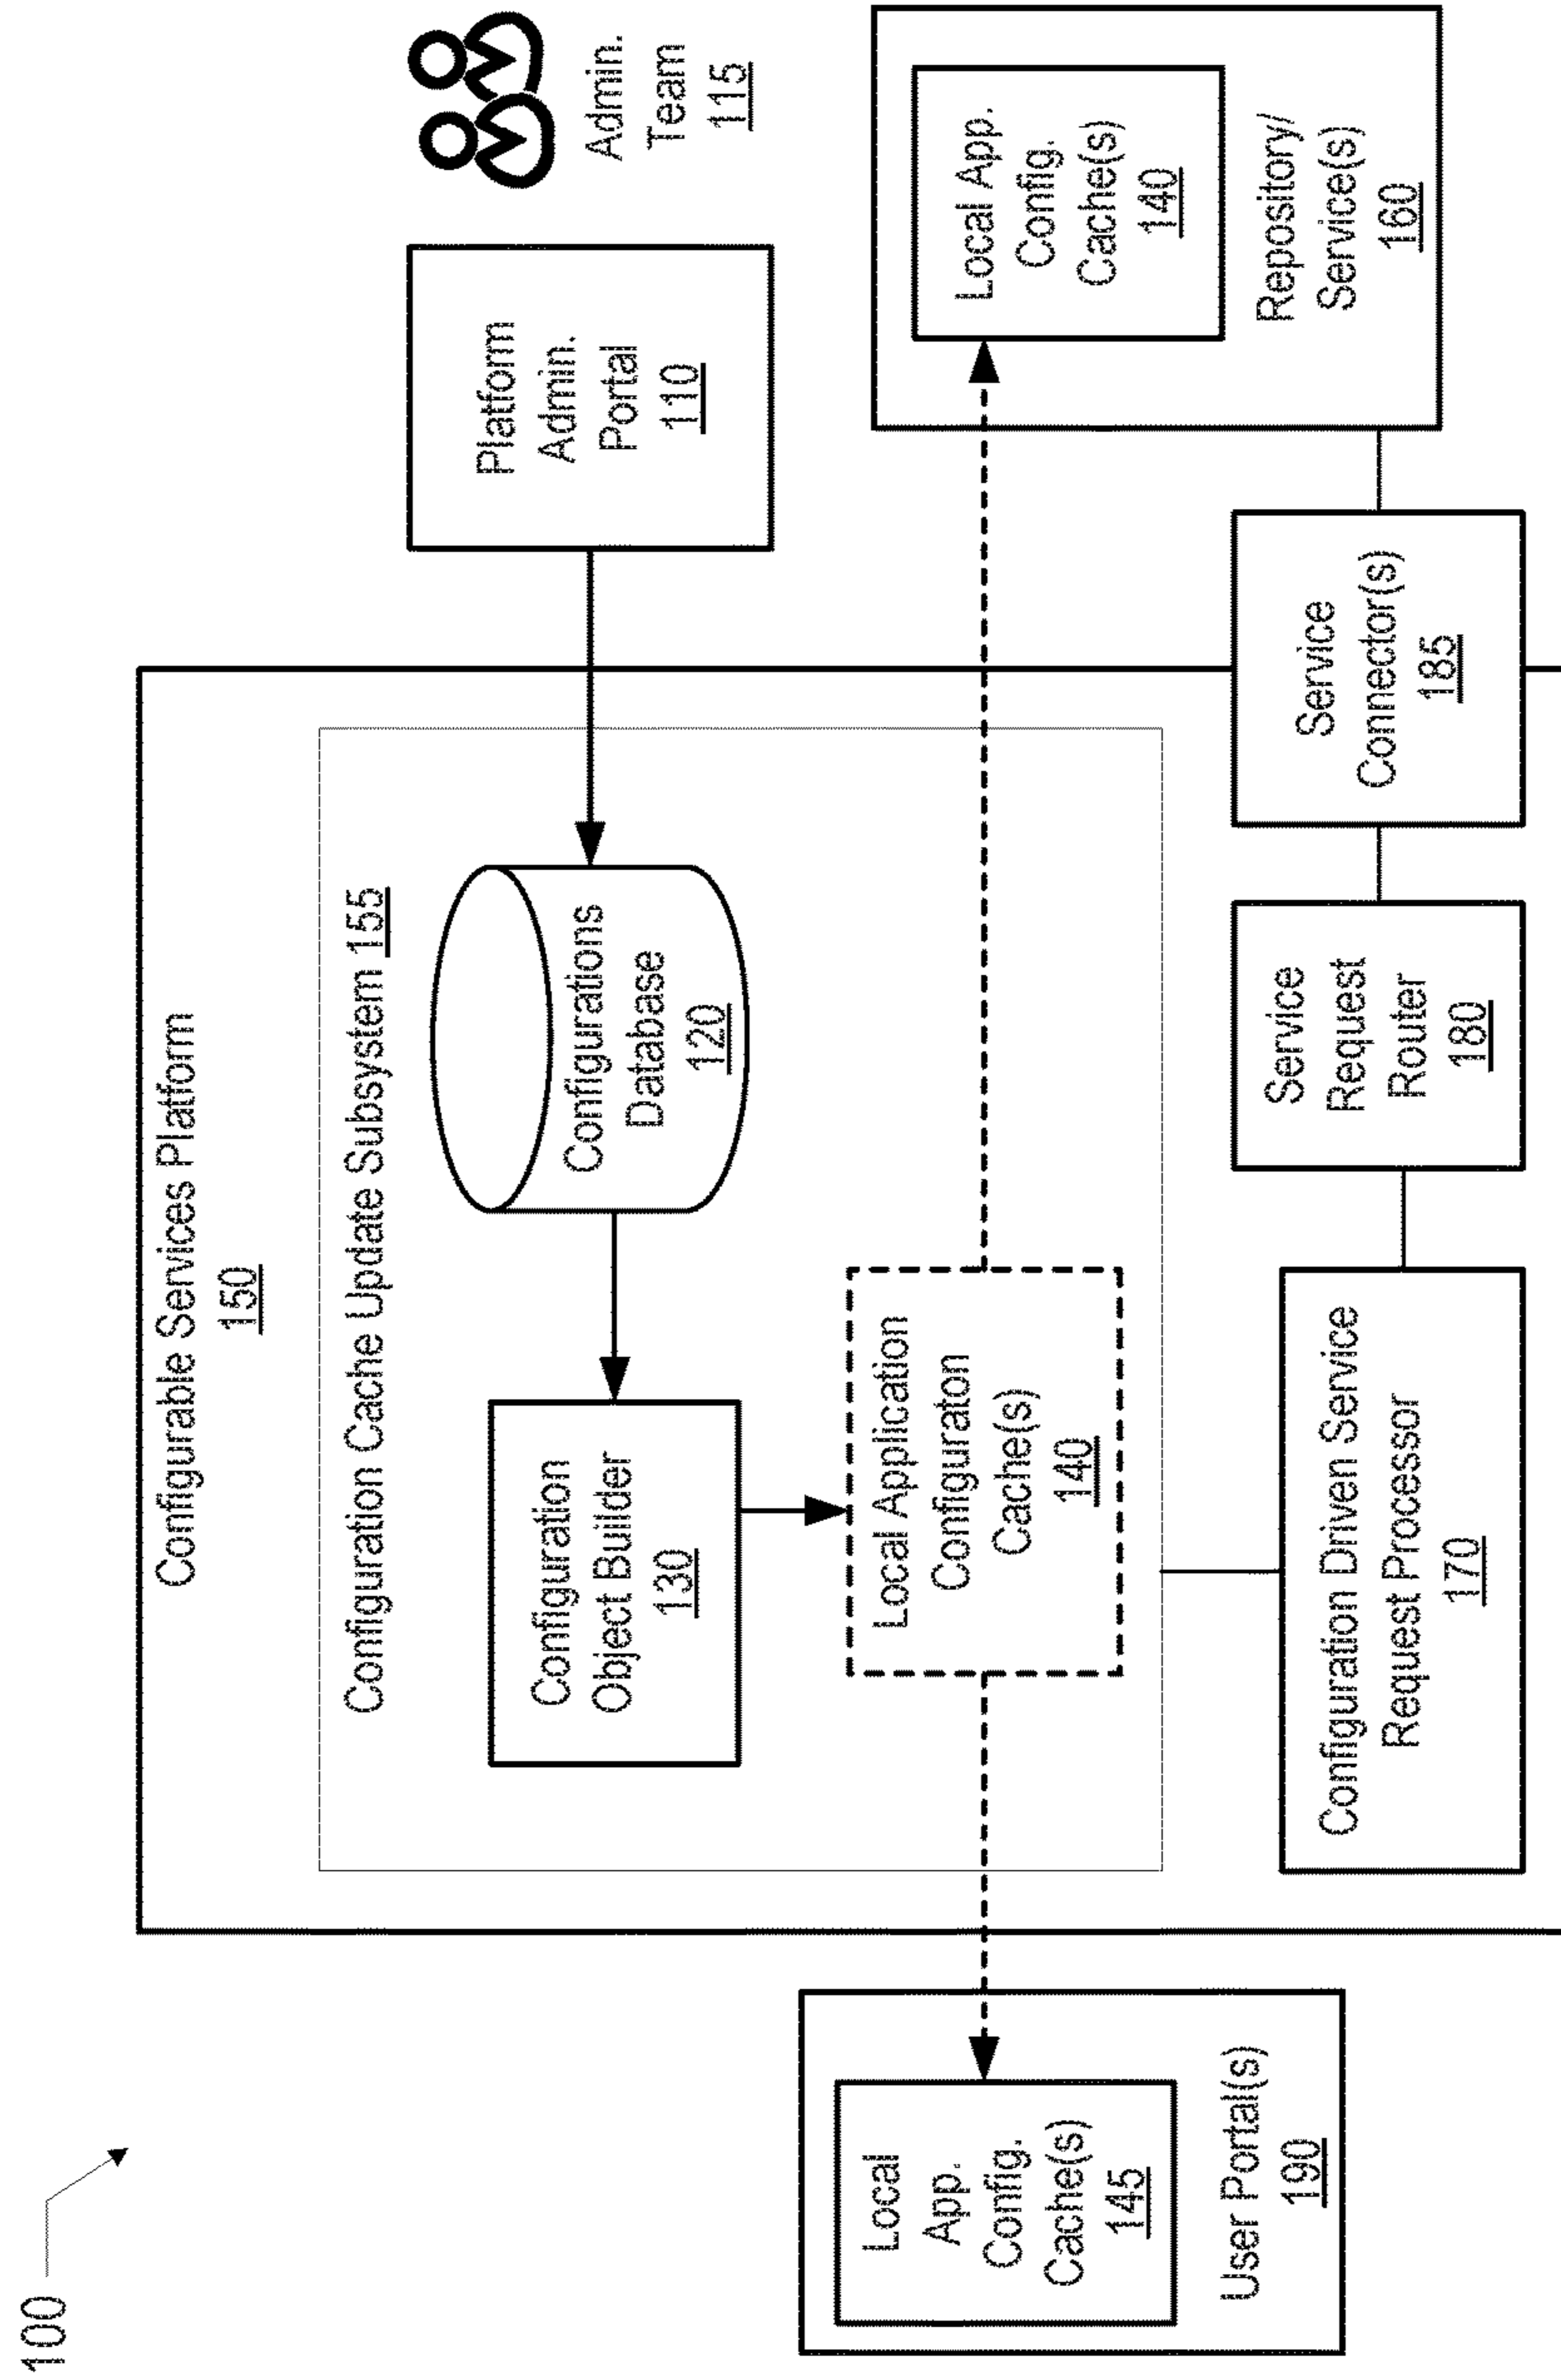 100
Configurable Services Platform
150
Configuration Cache Update Subsystem 155
Admin.
Team
115
Platform
Admin.
Portal
110
Configurations
Database
120
Configuration
Object Builder
130
Local Application
Configuraton
Cache(s)
140
Local
App.
Config.
Cache(s)
145
User Portal(s)
190
Local App.
Config.
Cache(s)
140
Repository/
Service(s)
160
Configuration Driven Service
Request Processor
170
Service
Request
Router
180
Service
Connector(s)
185